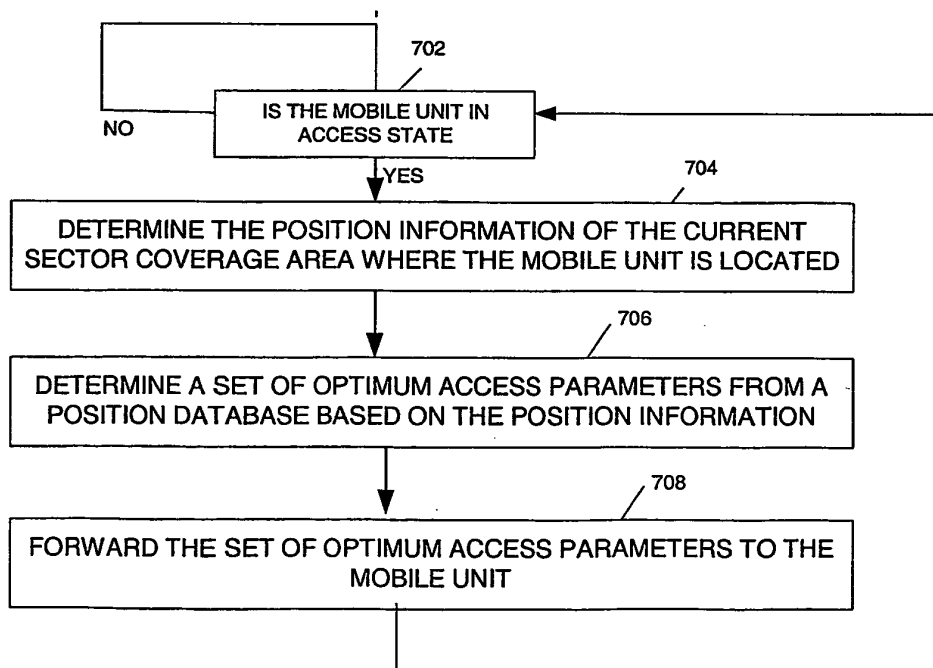 702
IS THE MOBILE UNIT IN
ACCESS STATE
NO
YES
704
DETERMINE THE POSITION INFORMATION OF THE CURRENT
SECTOR COVERAGE AREA WHERE THE MOBILE UNIT IS LOCATED
706
DETERMINE A SET OF OPTIMUM ACCESS PARAMETERS FROM A
POSITION DATABASE BASED ON THE POSITION INFORMATION
708
FORWARD THE SET OF OPTIMUM ACCESS PARAMETERS TO THE
MOBILE UNIT